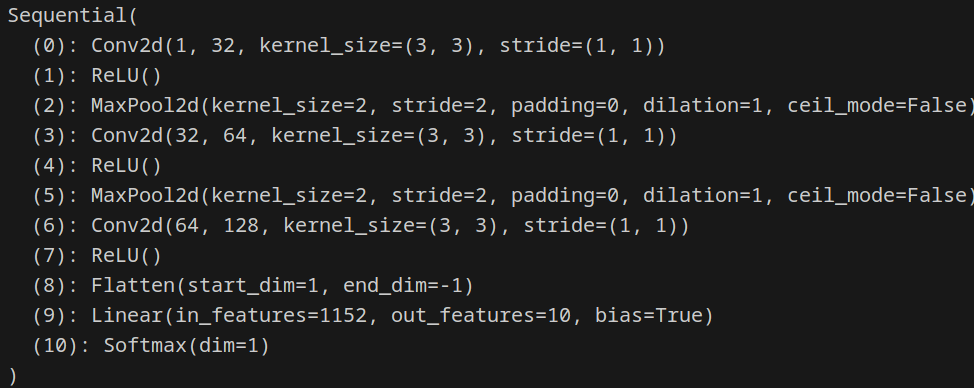 Sequential(
  (0): Conv2d(1, 32, kernel_size=(3, 3), stride=(1, 1))
  (1): ReLU()
  (2): MaxPool2d(kernel_size=2, stride=2, padding=0, dilation=1, ceil_mode=False)
  (3): Conv2d(32, 64, kernel_size=(3, 3), stride=(1, 1))
  (4): ReLU()
  (5): MaxPool2d(kernel_size=2, stride=2, padding=0, dilation=1, ceil_mode=False)
  (6): Conv2d(64, 128, kernel_size=(3, 3), stride=(1, 1))
  (7): ReLU()
  (8): Flatten(start_dim=1, end_dim=-1)
  (9): Linear(in_features=1152, out_features=10, bias=True)
  (10): Softmax(dim=1)
)